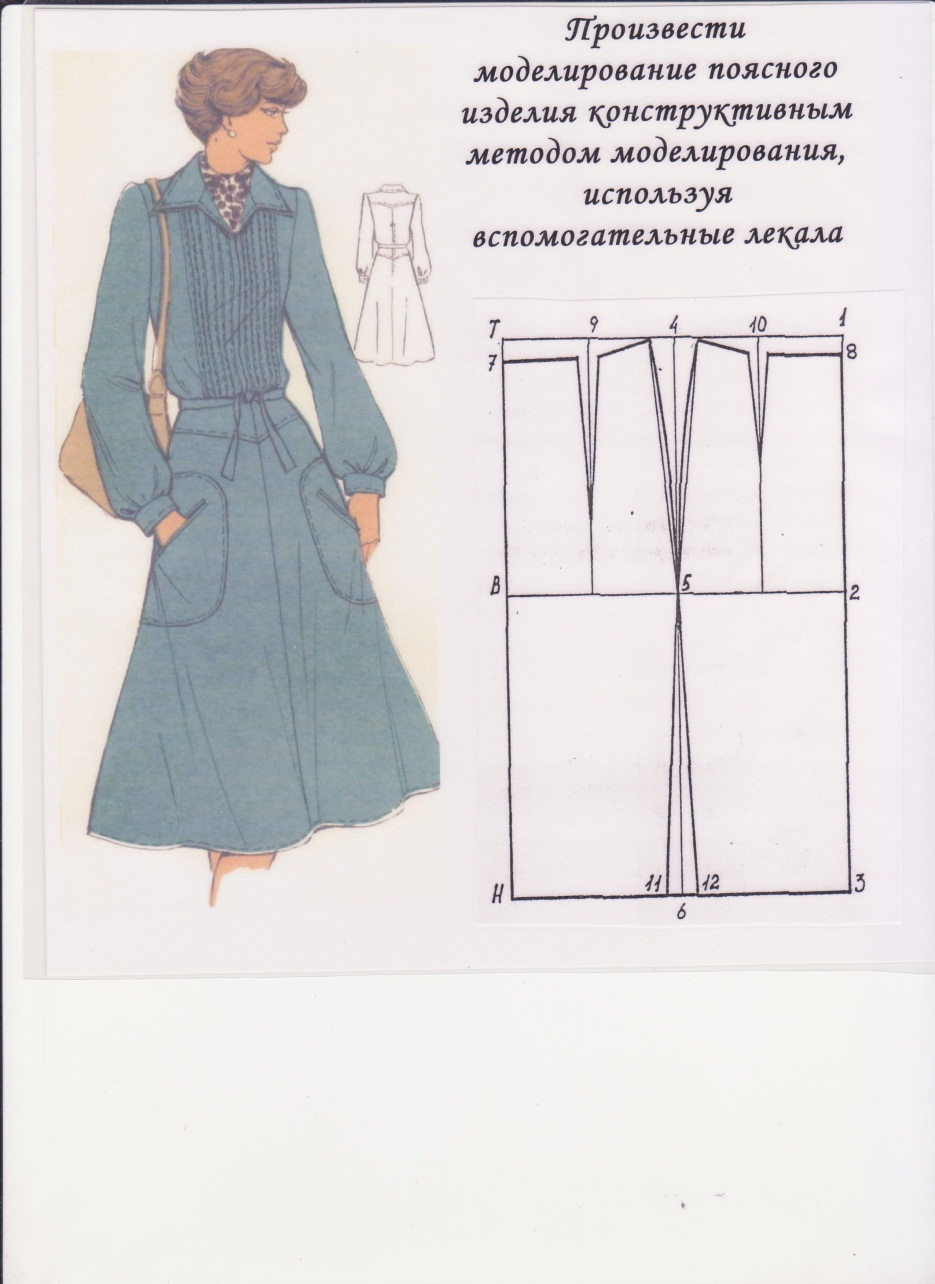 Произвести
моделирование поясного
изделия конструктивным
методом моделирования,
используя
вспомогательные лекала
Т 9 4 10 1
7 8
В 5 2
Н 11 12 3
6